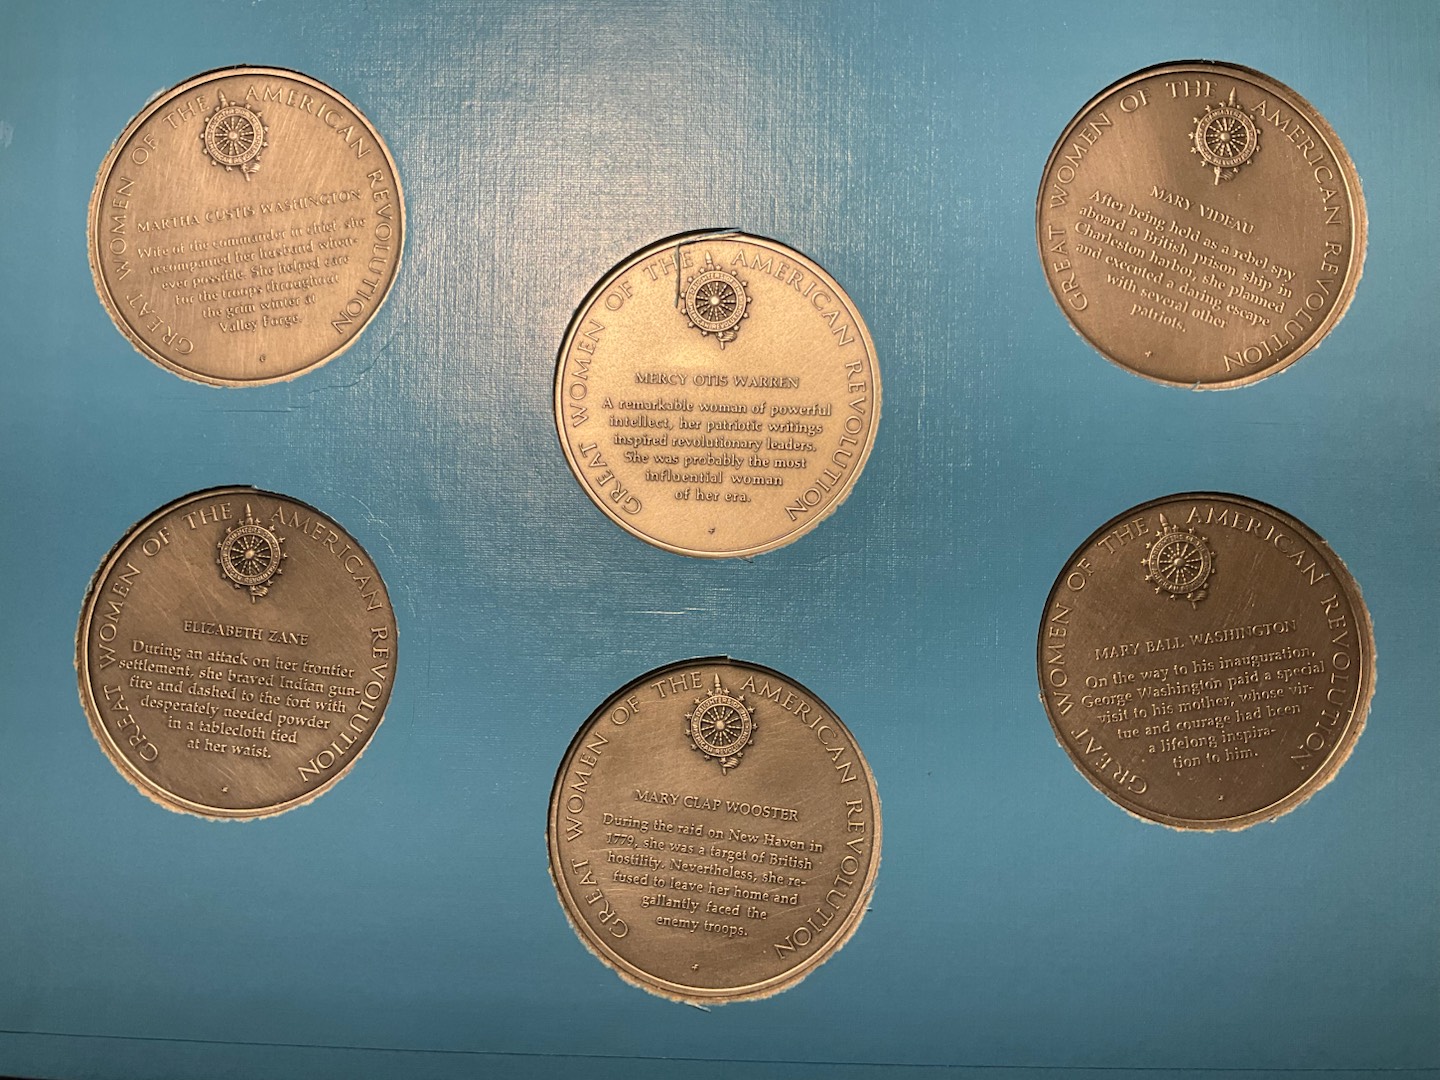 GREAT WOMEN OF THE AMERICAN REVOLUTION
MARTHA CUSTIS WASHINGTON
Wife of the commander in chief, she
accompanied her husband when-
ever possible. She helped care
for the troops throughout
the grim winter at
Valley Forge.
GREAT WOMEN OF THE AMERICAN REVOLUTION
MERCY OTIS WARREN
A remarkable woman of powerful
intellect, her patriotic writings
inspired revolutionary leaders.
She was probably the most
influential woman
of her era.
GREAT WOMEN OF THE AMERICAN REVOLUTION
MARY VIDEAU
After being held as a rebel spy
aboard a British prison ship in
Charleston harbor, she planned
and executed a daring escape
with several other
patriots.
GREAT WOMEN OF THE AMERICAN REVOLUTION
ELIZABETH ZANE
During an attack on her frontier
settlement, she braved Indian gun-
fire and dashed to the fort with
desperately needed powder
in a tablecloth tied
at her waist.
GREAT WOMEN OF THE AMERICAN REVOLUTION
MARY CLAP WOOSTER
During the raid on New Haven in
1779, she was a target of British
hostility. Nevertheless, she re-
fused to leave her home and
gallantly faced the
enemy troops.
GREAT WOMEN OF THE AMERICAN REVOLUTION
MARY BALL WASHINGTON
On the way to his inauguration,
George Washington paid a special
visit to his mother, whose vir-
tue and courage had been
a lifelong inspira-
tion to him.